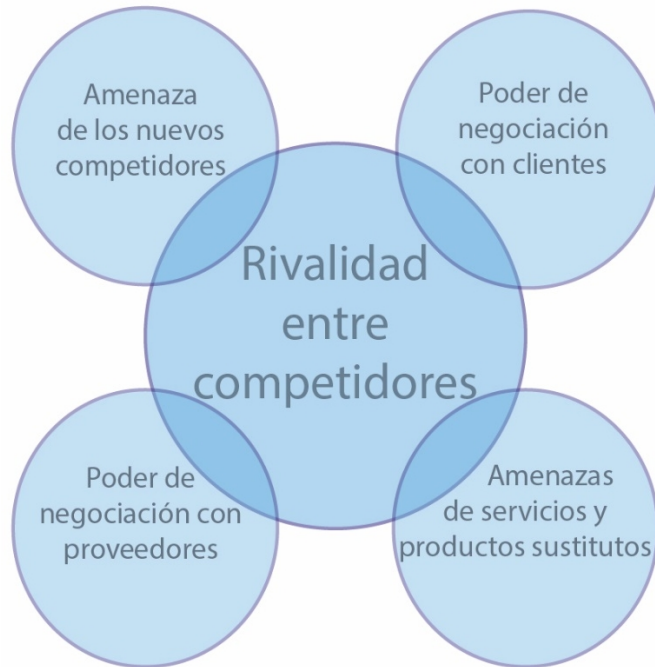 Amenaza
de los nuevos
competidores
Poder de
negociación
con clientes
Rivalidad
entre
competidores
Poder de
negociación con
proveedores
Amenazas
de servicios y
productos sustitutos